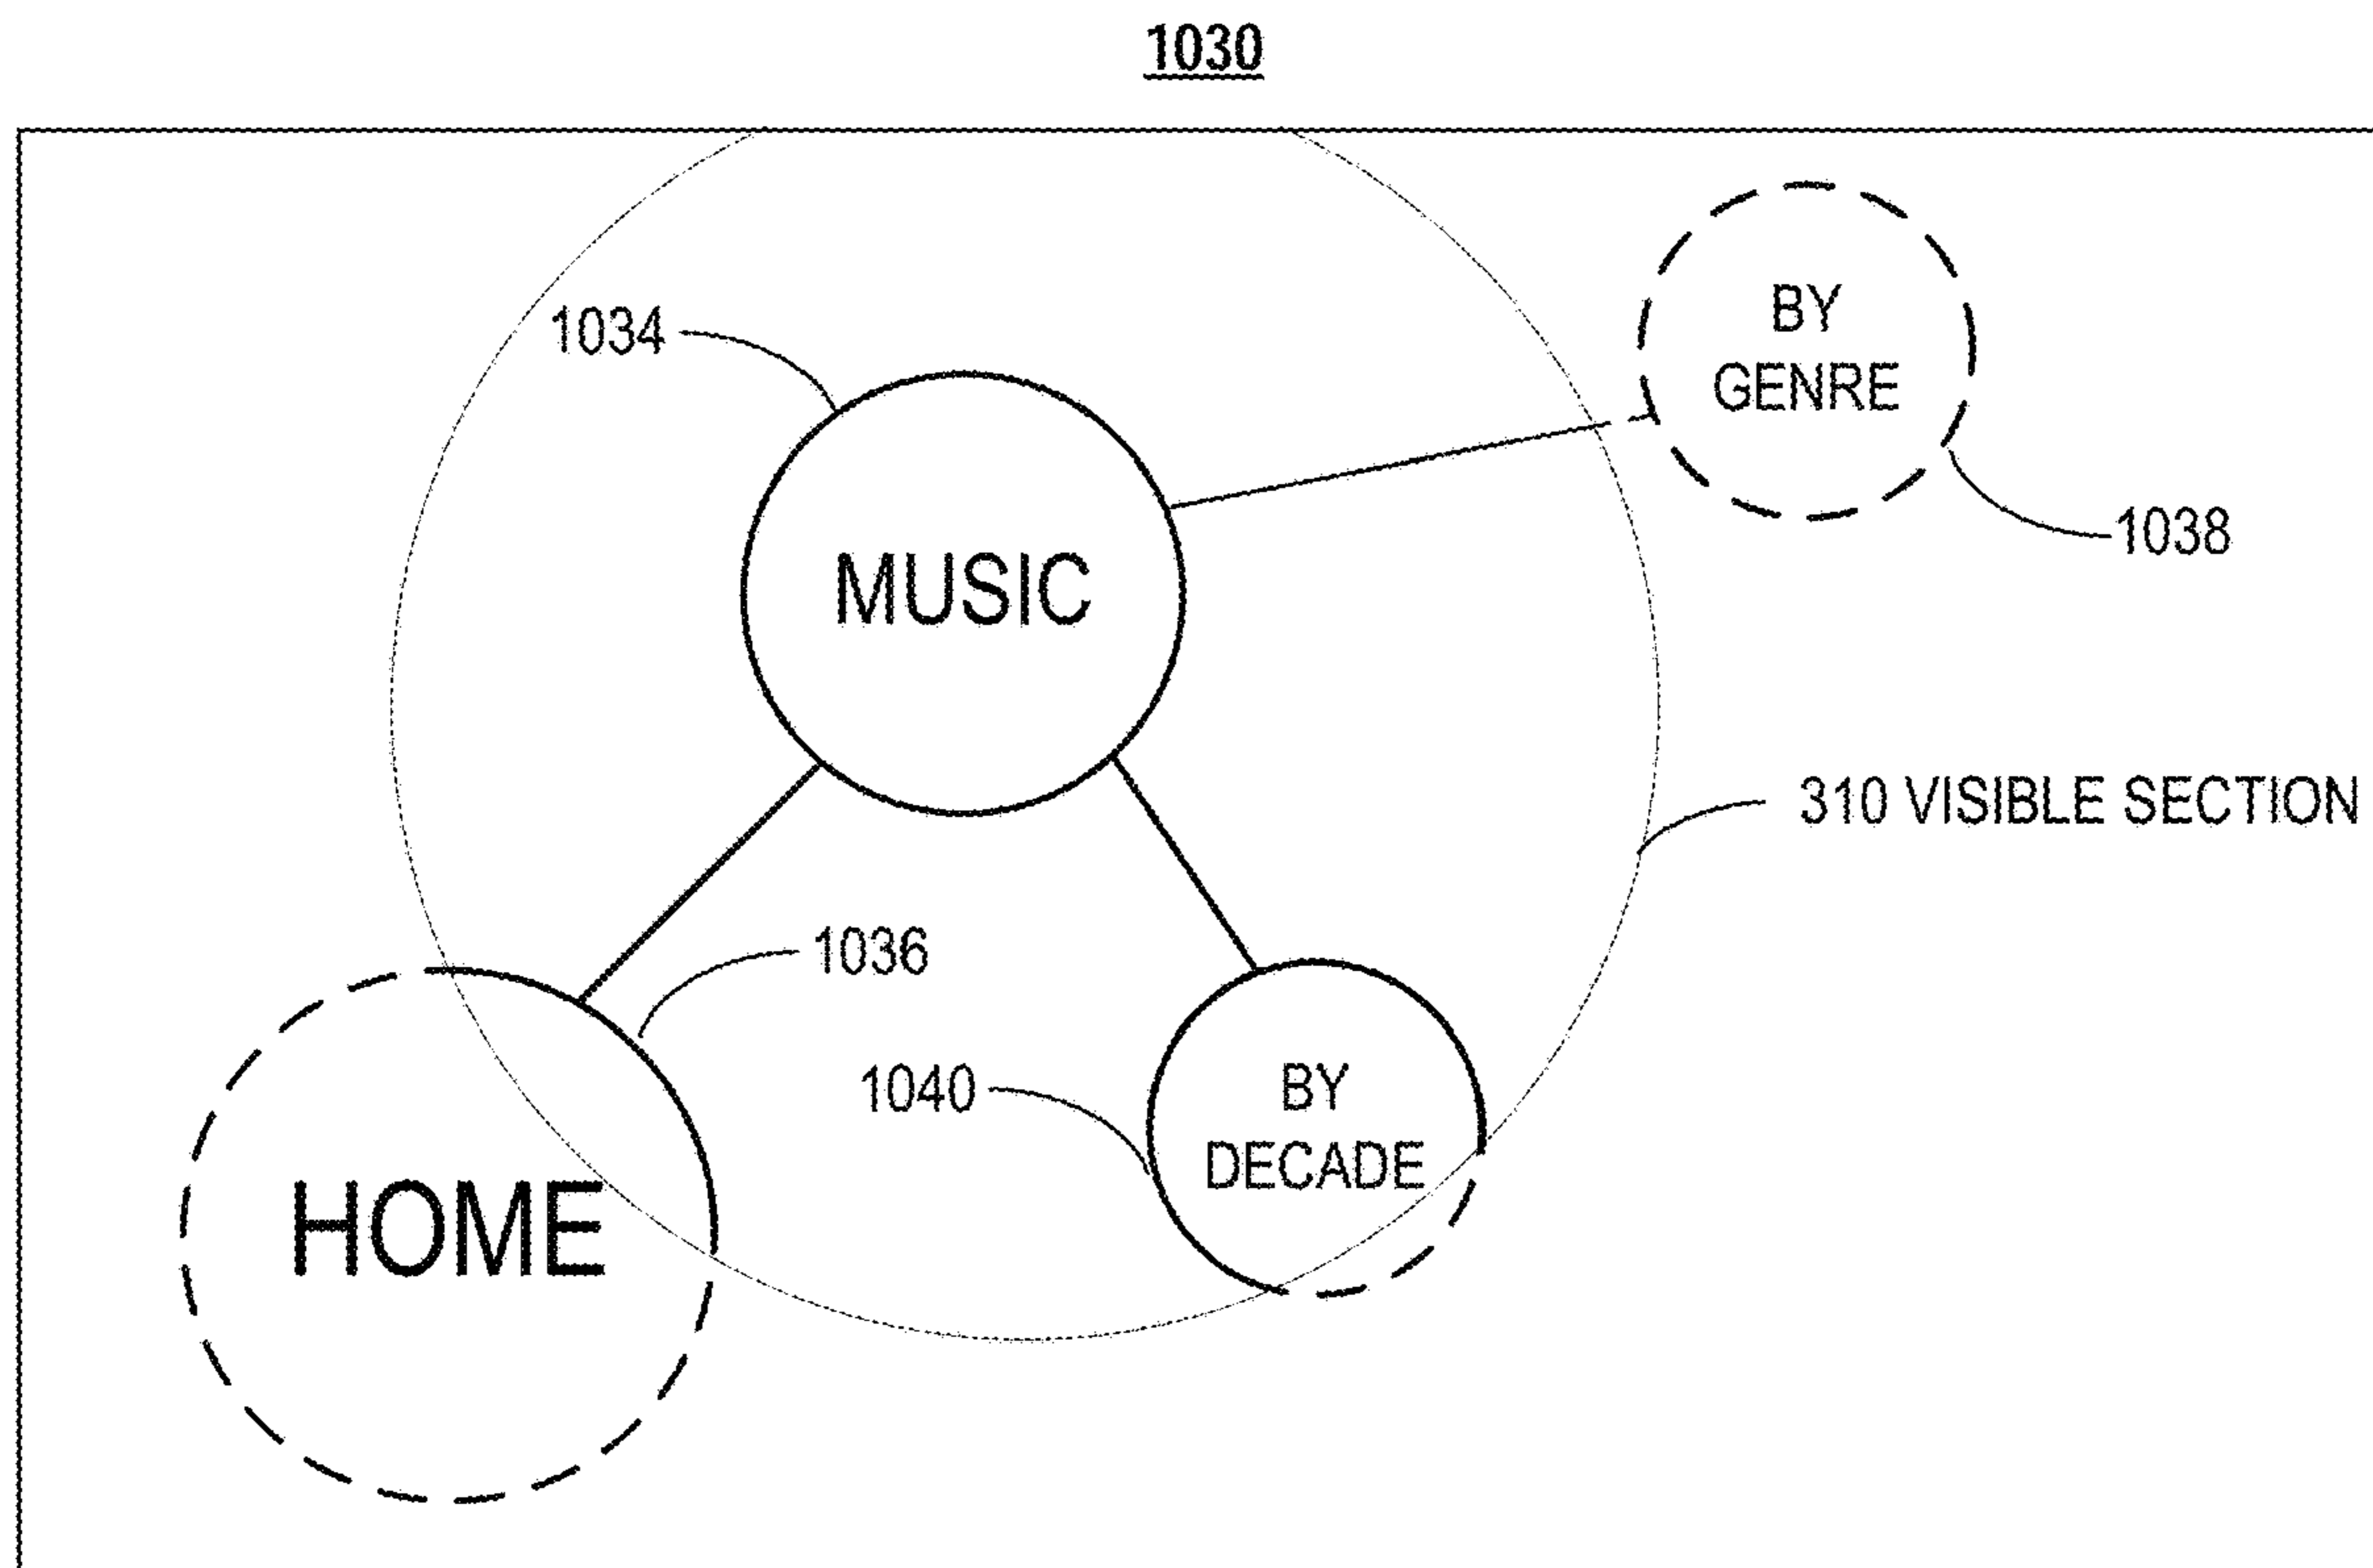 1030
1034
BY
GENRE
1038
MUSIC
310 VISIBLE SECTION
1036
1040
BY
DECADE
HOME